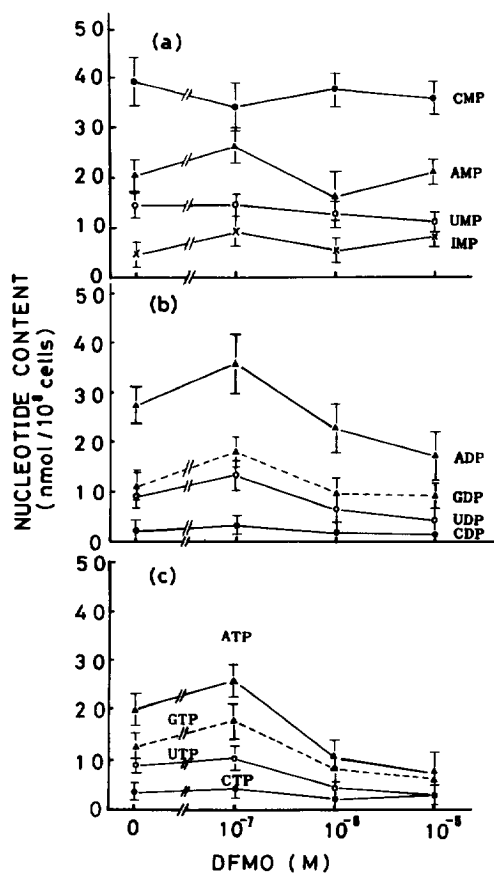 (a)
50
40
30
20
10
0
CMP
AMP
UMP
IMP
(b)
50
40
30
20
10
0
ADP
GDP
UDP
CDP
(c)
50
40
30
20
10
0
ATP
GTP
UTP
CTP
NUCLEOTIDE CONTENT
(nmol/10⁸ cells)
0 10⁻⁷ 10⁻⁶ 10⁻⁵
DFMO (M)